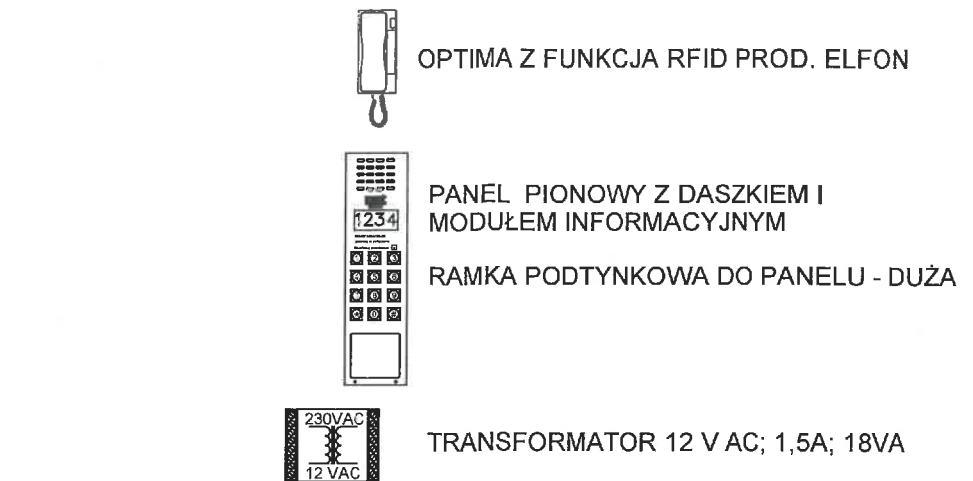 OPTIMA Z FUNKCJA RFID PROD. ELFON
PANEL PIONOWY Z DASZKIEM I
MODUŁEM INFORMACYJNYM
1234
RAMKA PODTYNKOWA DO PANELU - DUŻA
230VAC
12 VAC
TRANSFORMATOR 12 V AC; 1,5A; 18VA